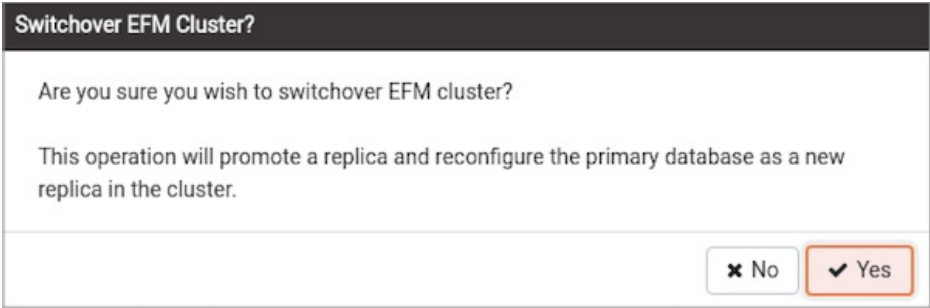 Switchover EFM Cluster?
Are you sure you wish to switchover EFM cluster?
This operation will promote a replica and reconfigure the primary database as a new
replica in the cluster.
No
Yes